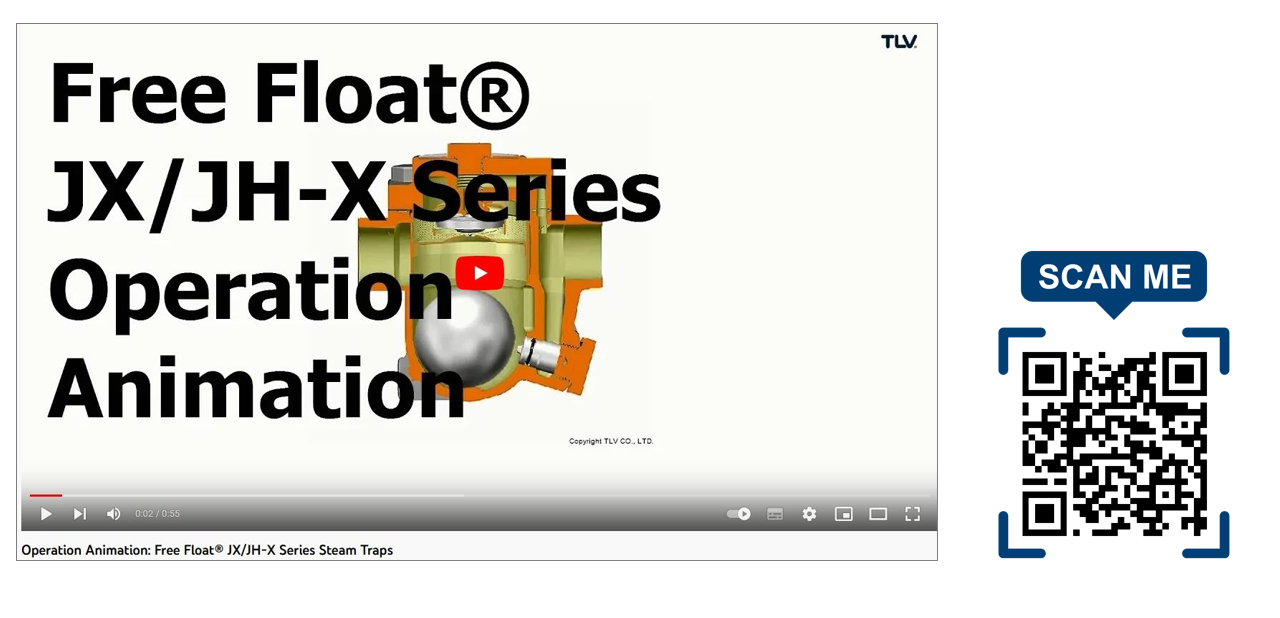 TLV
Free Float®
JX/JH-X Series
Operation
Animation
Copyright TLV CO., LTD.
0:02 / 0:55
Operation Animation: Free Float® JX/JH-X Series Steam Traps
SCAN ME